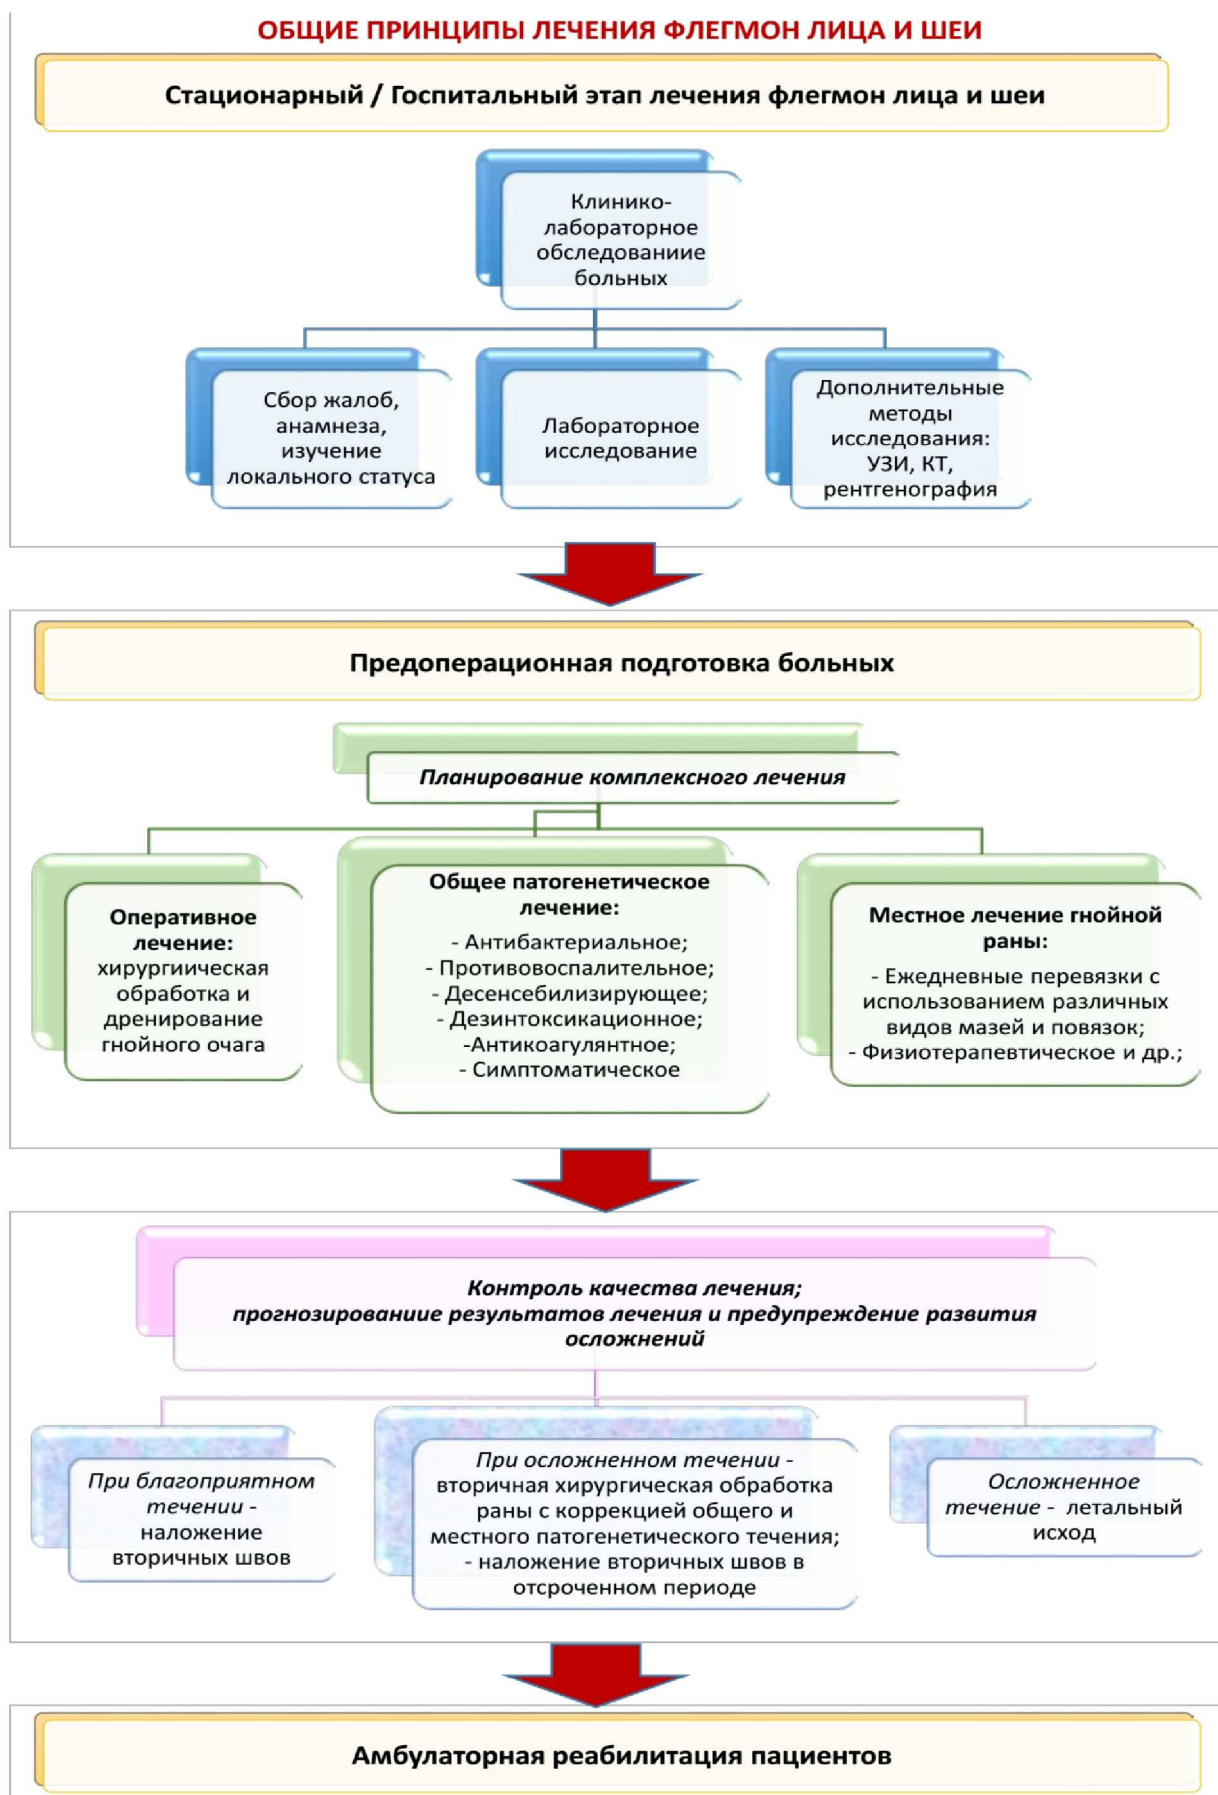 ОБЩИЕ ПРИНЦИПЫ ЛЕЧЕНИЯ ФЛЕГМОН ЛИЦА И ШЕИ
Стационарный / Госпитальный этап лечения флегмон лица и шеи
Клинико-
лабораторное
обследованиие
больных
Сбор жалоб,
анамнеза,
изучение
локального статуса
Лабораторное
исследование
Дополнительные
методы
исследования:
УЗИ, КТ,
рентгенография
Предоперационная подготовка больных
Планирование комплексного лечения
Оперативное
лечение:
хирургиическая
обработка и
дренирование
гнойного очага
Общее патогенетическое
лечение:
- Антибактериальное;
- Противовоспалительное;
- Десенсебилизирующее;
- Дезинтоксикационное;
-Антикоагулянтное;
- Симптоматическое
Местное лечение гнойной
раны:
- Ежедневные перевязки с
использованием различных
видов мазей и повязок;
- Физиотерапевтическое и др.;
Контроль качества лечения;
прогнозированиие результатов лечения и предупреждение развития
осложнений
При благоприятном
течении -
наложение
вторичных швов
При осложненном течении -
вторичная хирургическая обработка
раны с коррекцией общего и
местного патогенетического течения;
- наложение вторичных швов в
отсроченном периоде
Осложненное
течение - летальный
исход
Амбулаторная реабилитация пациентов